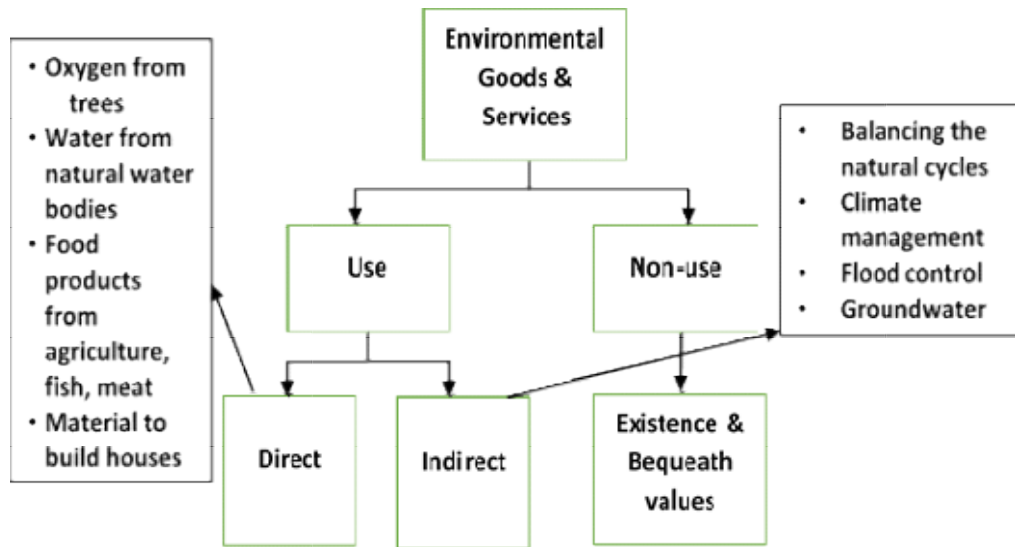 Environmental
Goods &
Services
• Oxygen from
trees
• Water from
natural water
bodies
• Food
products
from
agriculture,
fish, meat
• Material to
build houses
• Balancing the
natural cycles
• Climate
management
• Flood control
• Groundwater
Use
Non-use
Direct
Indirect
Existence &
Bequeath
values